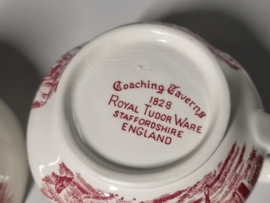 Coaching Taverns
1828
ROYAL TUDOR WARE
STAFFORDSHIRE
ENGLAND